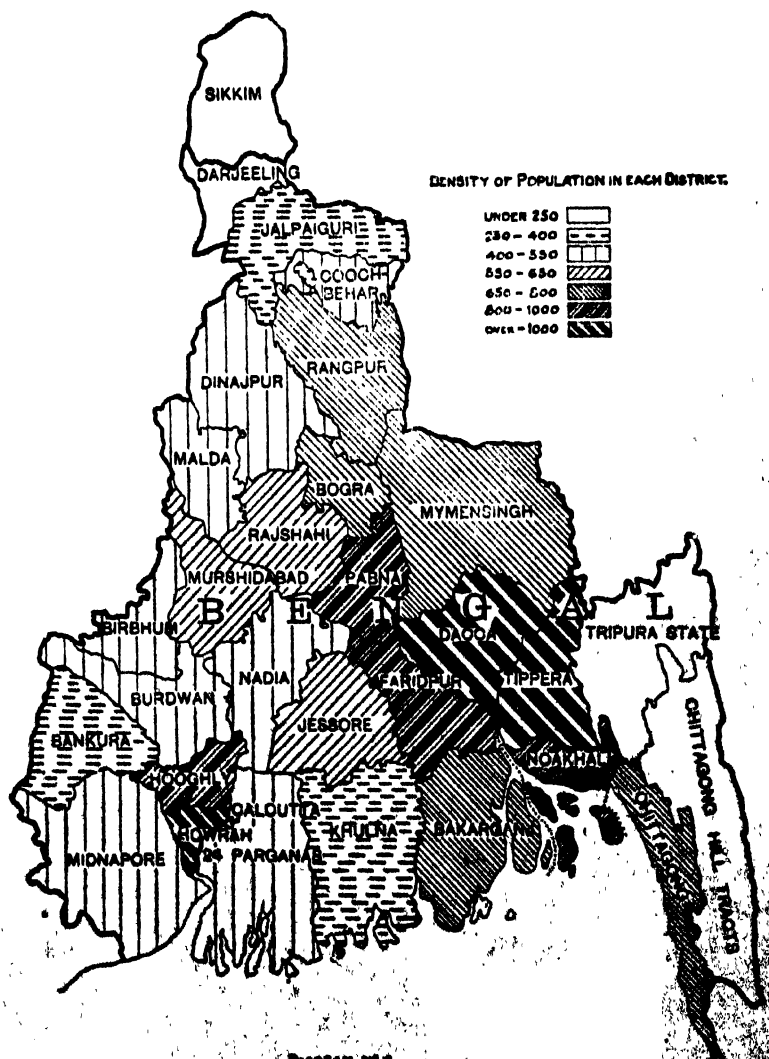 SIKKIM
DARJEELING
DENSITY OF POPULATION IN EACH DISTRICT.
UNDER 250
250-400
400-550
550-650
650-800
800-1000
OVER-1000
JALPAIGURI
COOCH
BEHAR
RANGPUR
DINAJPUR
MALDA
BOGRA
MYMENSINGH
RAJSHAHI
MURSHIDABAD
PABNA
BENGAL
BIRBHUM
DACCA
TRIPURA STATE
NADIA
FARIDPUR
TIPPERA
BURDWAN
JESSORE
BANKURA
NOAKHALI
HOOGHLY
CHITTAGONG HILL TRACTS
CHITTAGONG
CALCUTTA
HOWRAH
KHULNA
BAKARGANJ
24 PARGANAS
MIDNAPORE